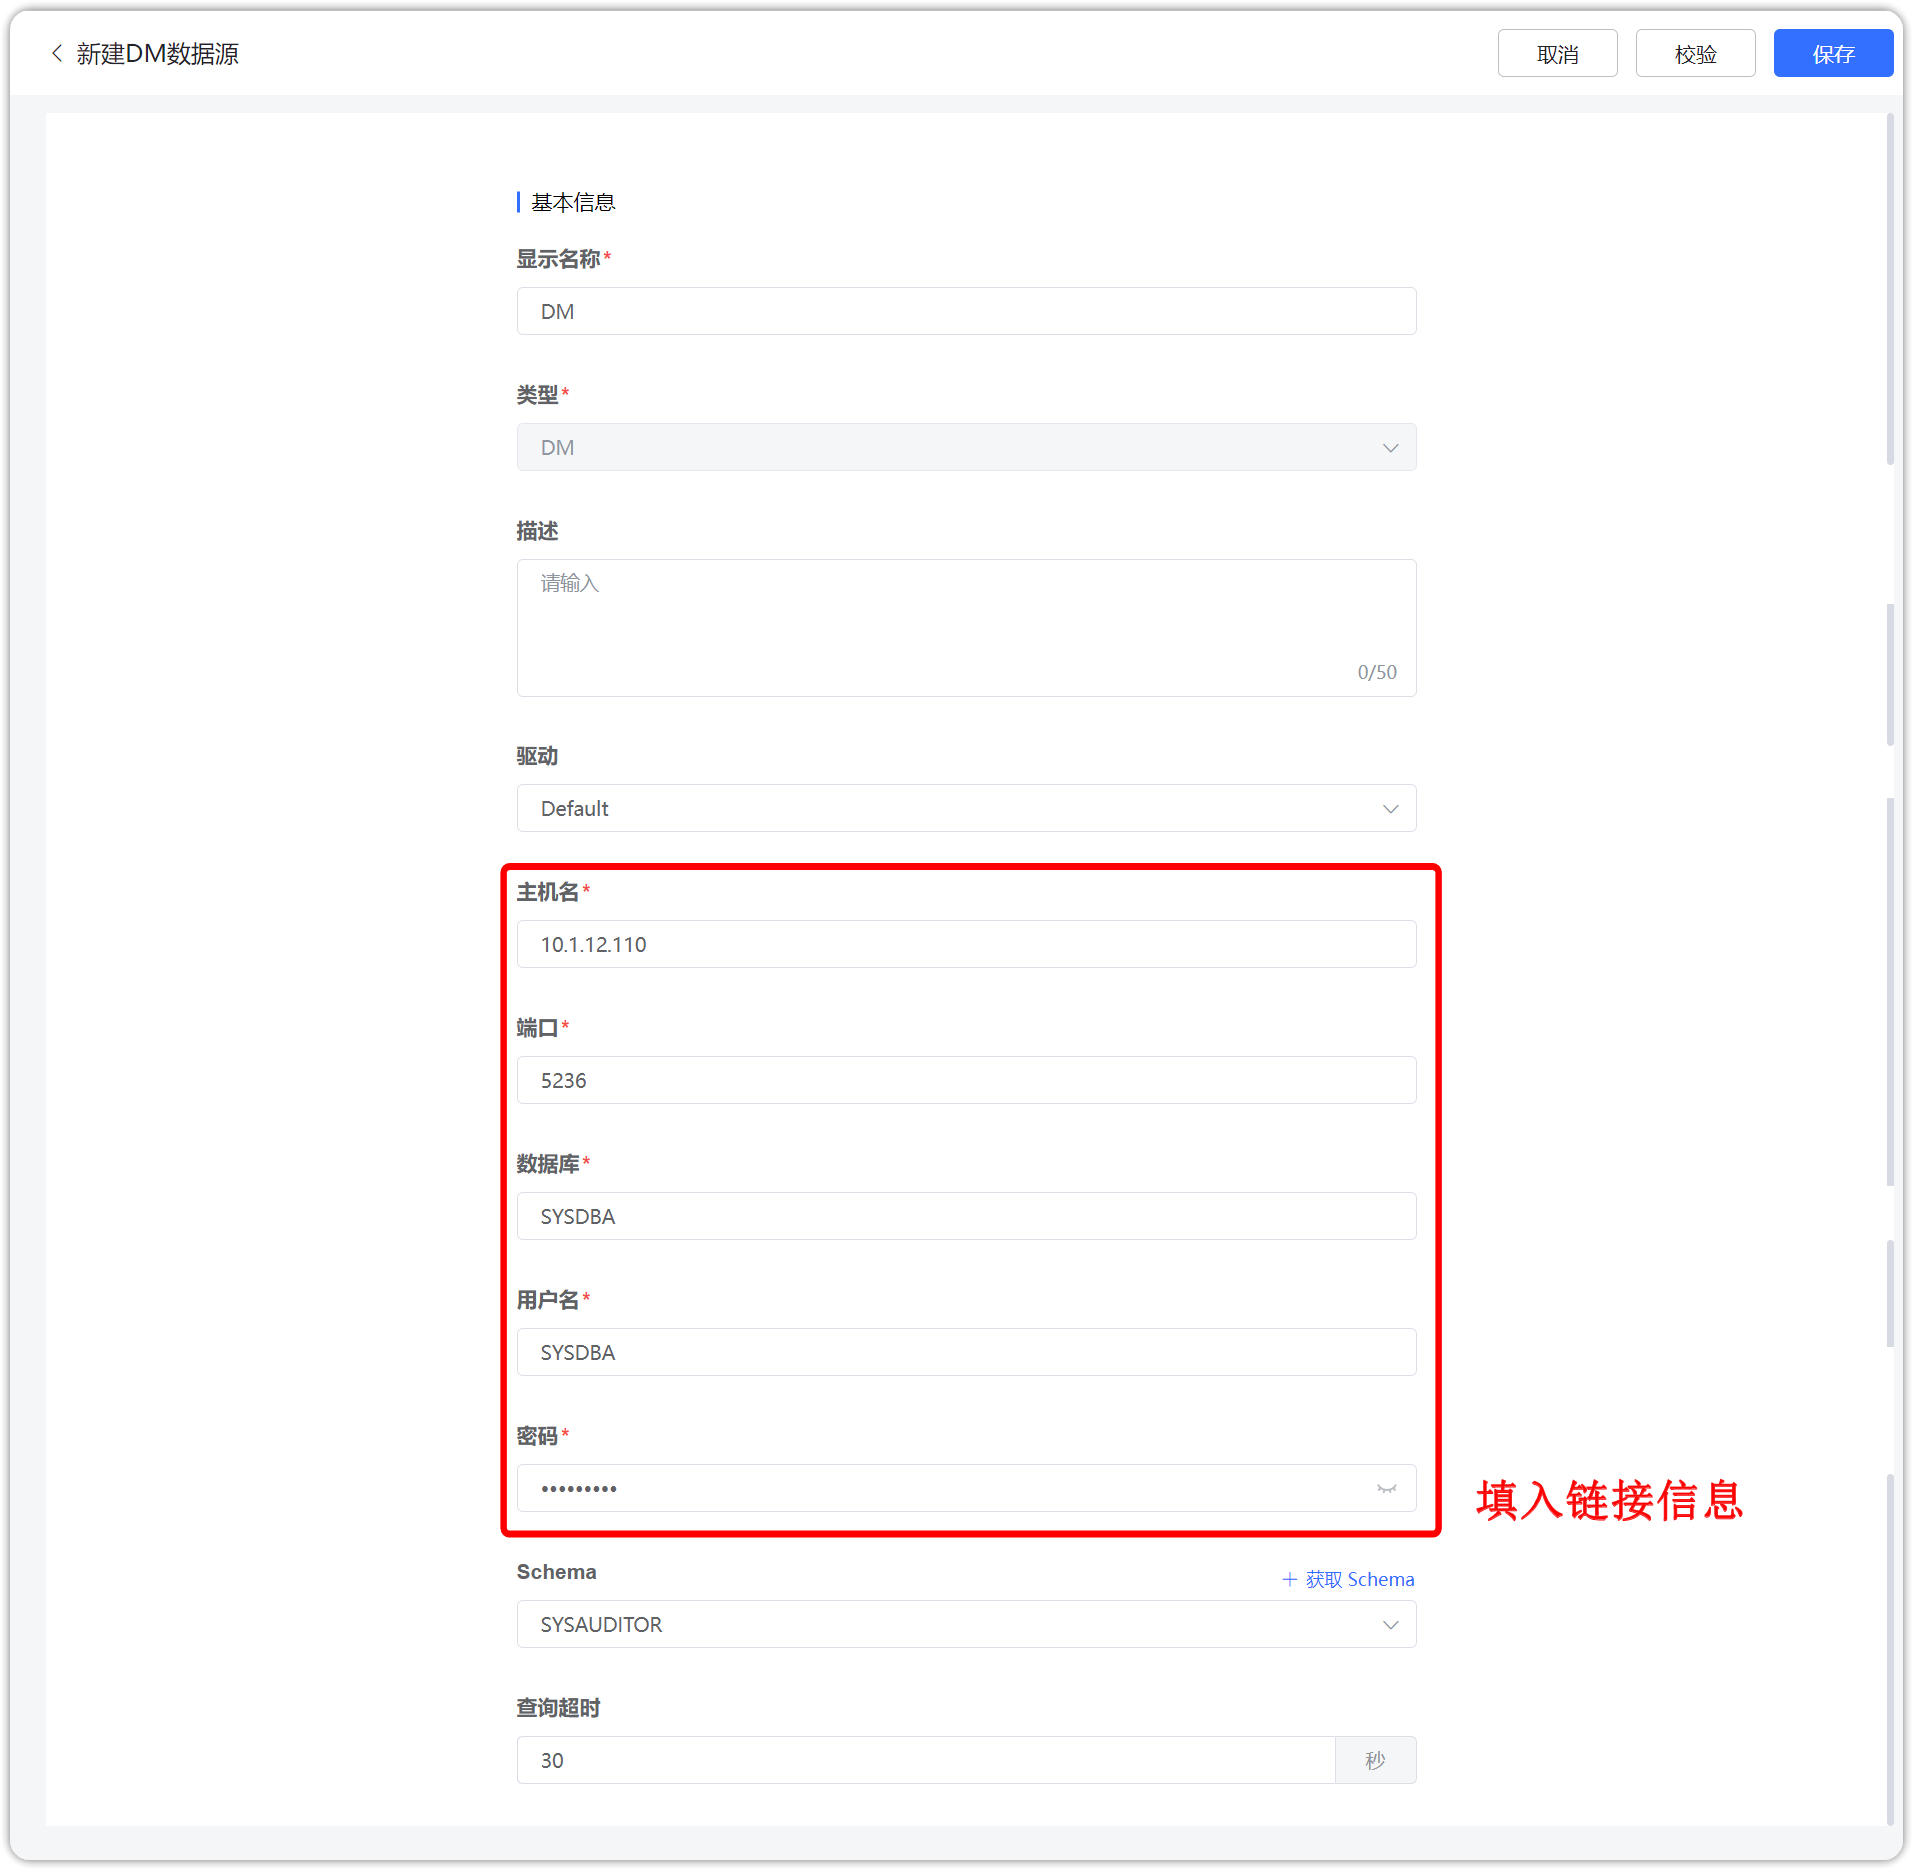 新建DM数据源
取消
校验
保存
基本信息
显示名称*
DM
类型*
DM
描述
请输入
0/50
驱动
Default
主机名*
10.1.12.110
端口*
5236
数据库*
SYSDBA
用户名*
SYSDBA
密码*
•••••••••
填入链接信息
Schema
+ 获取 Schema
SYSAUDITOR
查询超时
30
秒